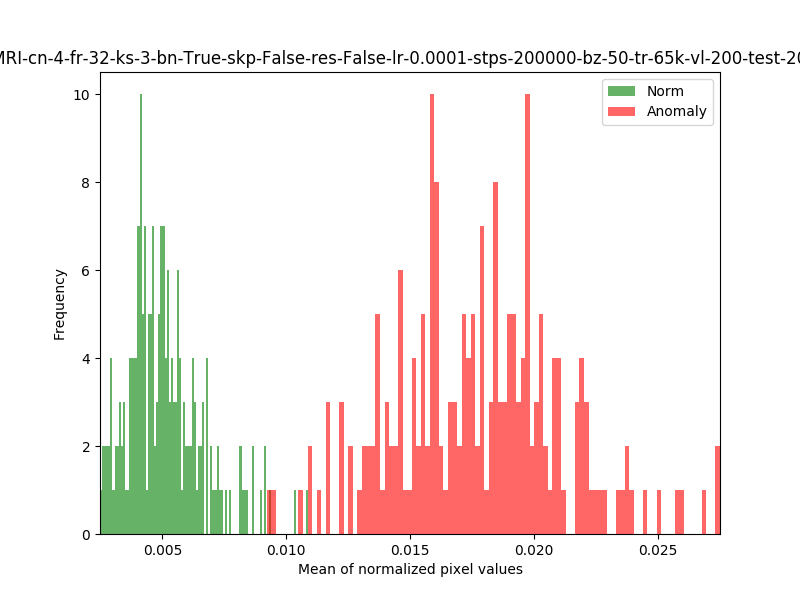 MRI-cn-4-fr-32-ks-3-bn-True-skp-False-res-False-lr-0.0001-stps-200000-bz-50-tr-65k-vl-200-test-20
Norm
Anomaly
Frequency
10
8
6
4
2
0
0.005 0.010 0.015 0.020 0.025
Mean of normalized pixel values